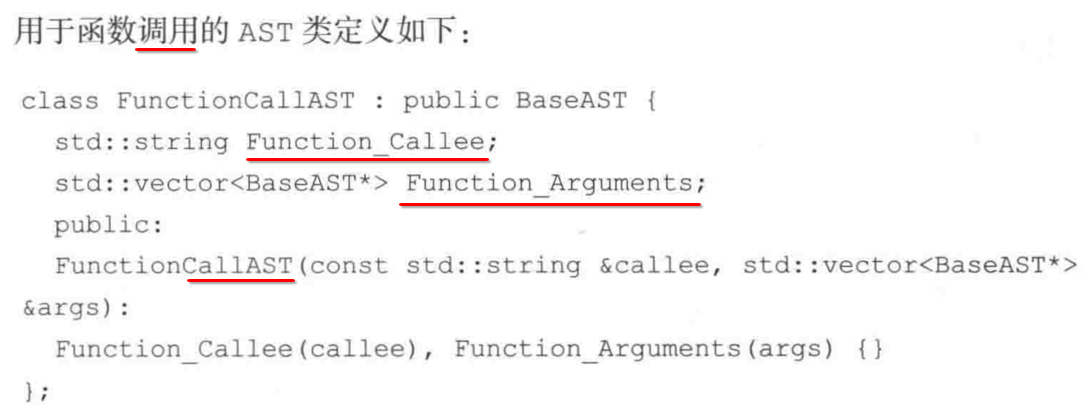 用于函数调用的 AST 类定义如下：
class FunctionCallAST : public BaseAST {
std::string Function_Callee;
std::vector<BaseAST*> Function_Arguments;
public:
FunctionCallAST(const std::string &callee, std::vector<BaseAST*>
&args):
Function_Callee(callee), Function_Arguments(args) {}
};